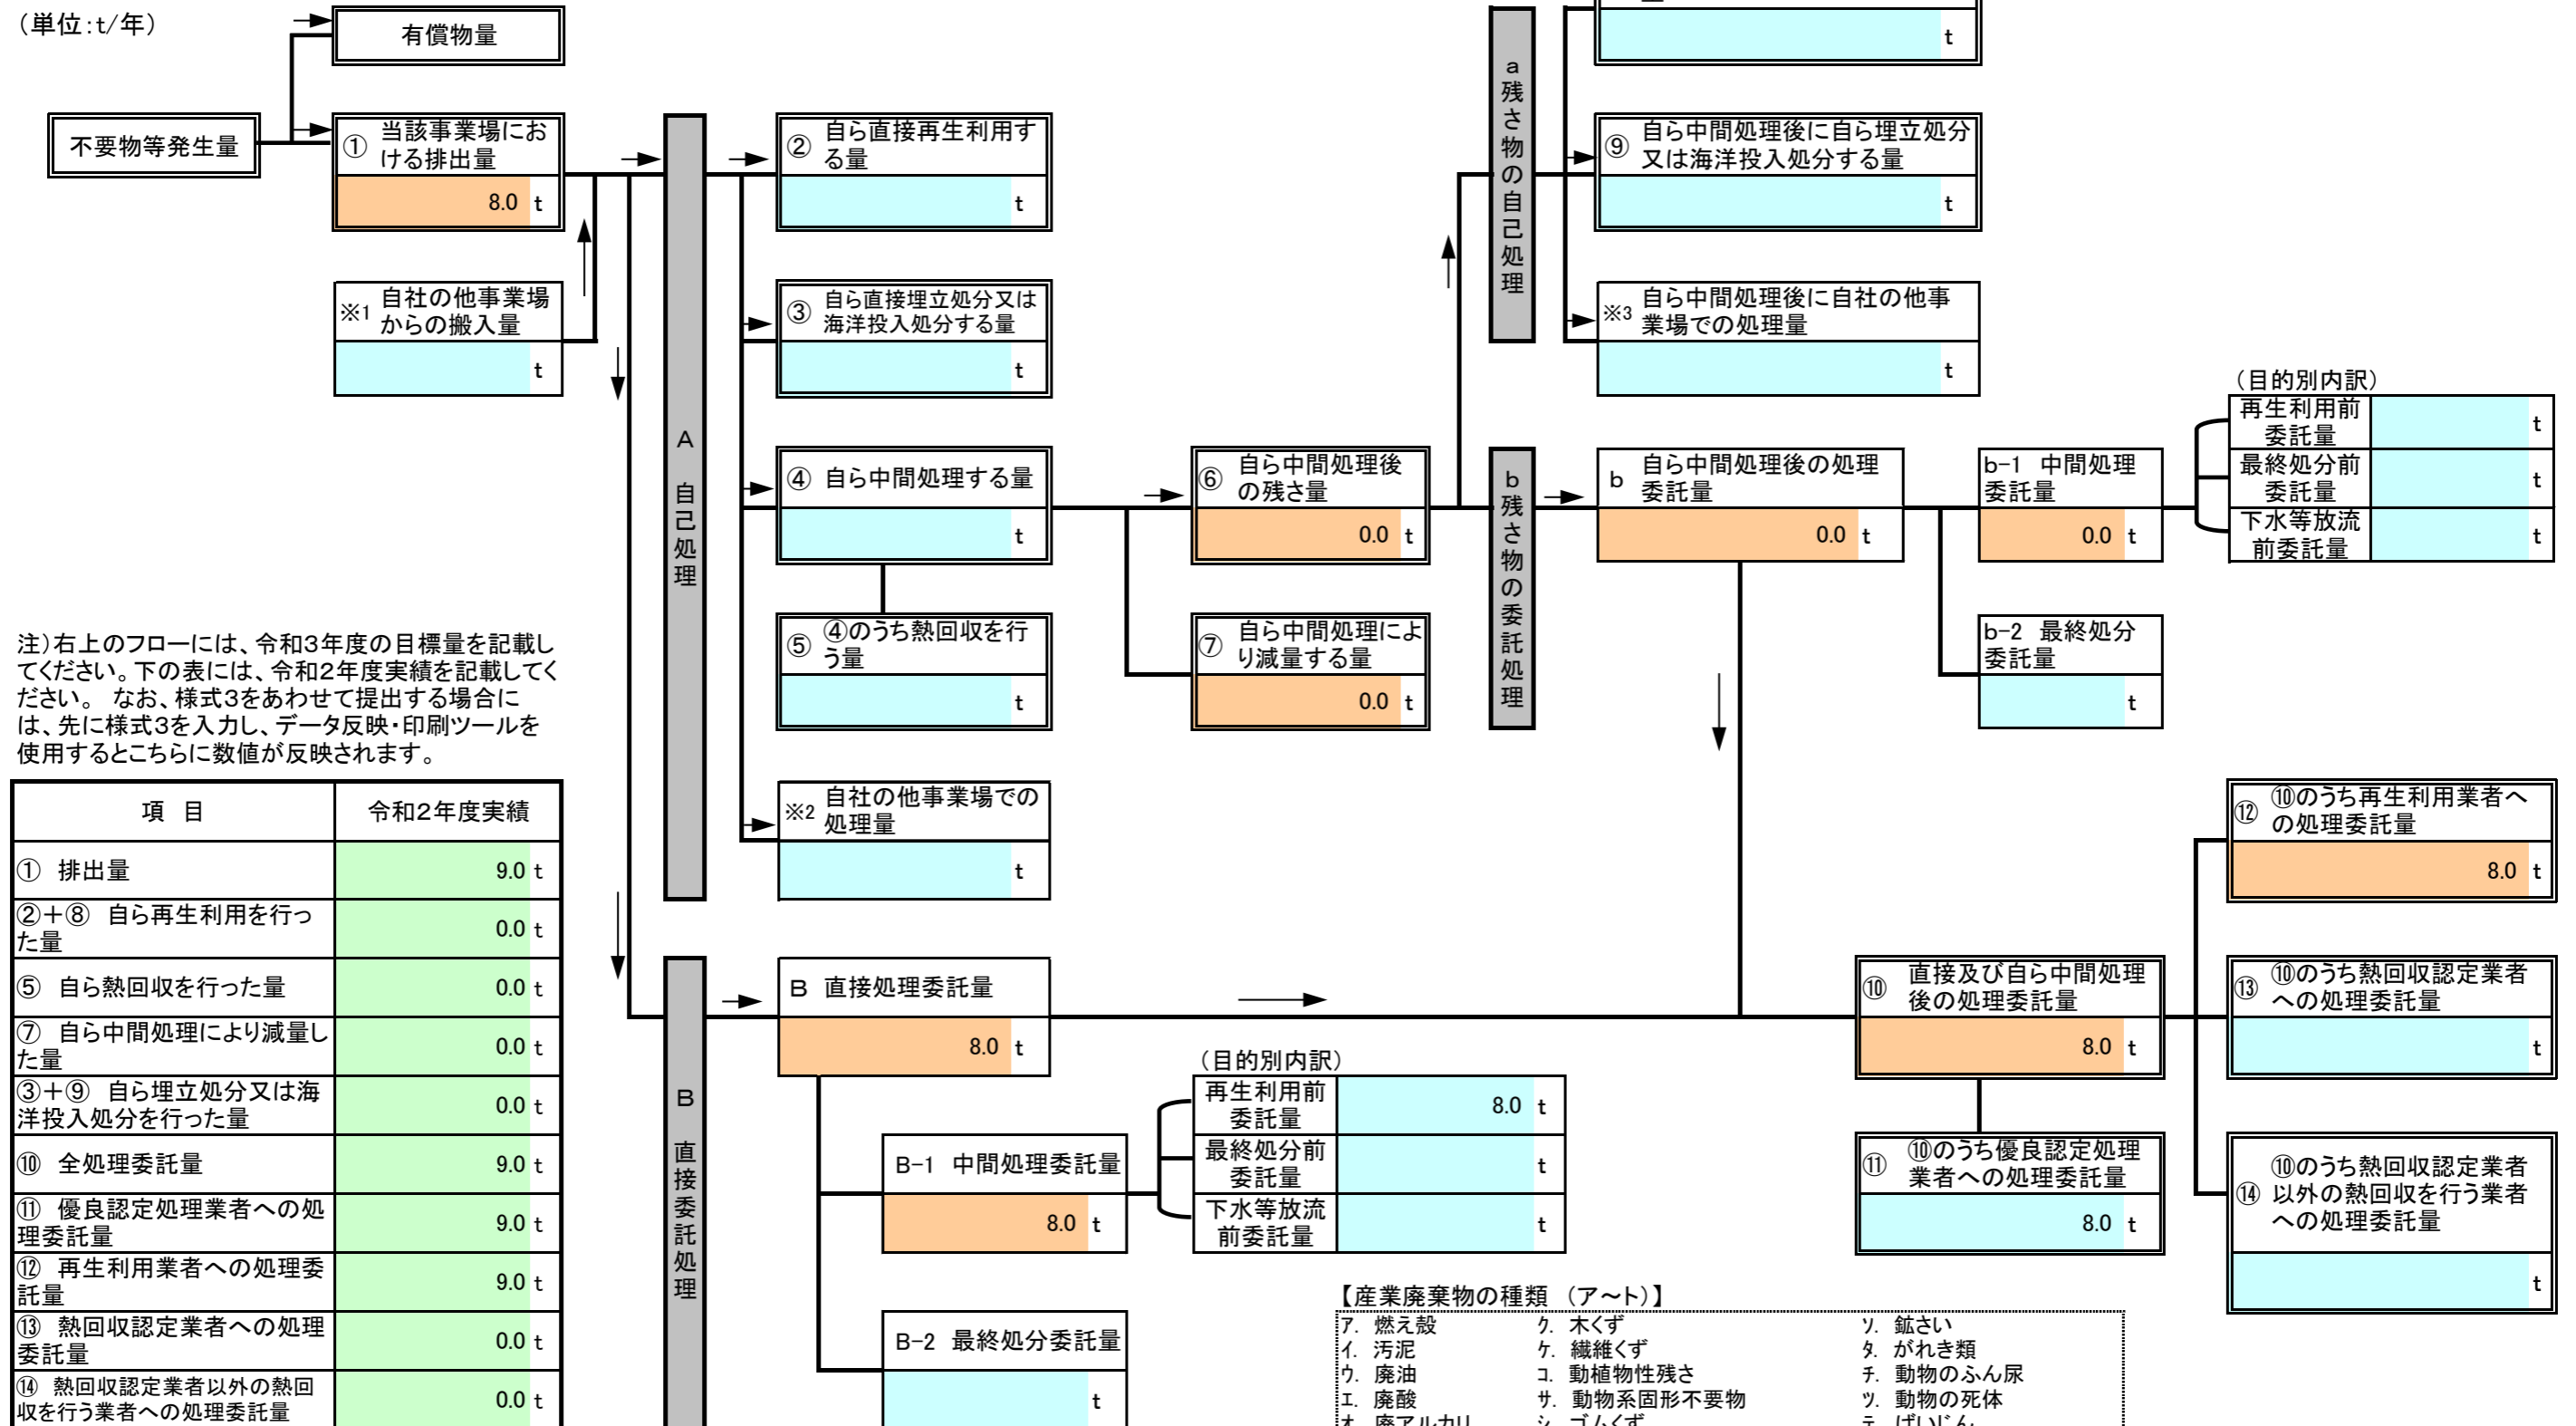 （単位：t/年）
有償物量
不要物等発生量
① 当該事業場にお
ける排出量
8.0 t
※1 自社の他事業場
からの搬入量
t
A 自己処理
② 自ら直接再生利用す
る量
t
③ 自ら直接埋立処分又は
海洋投入処分する量
t
④ 自ら中間処理する量
t
⑤ ④のうち熱回収を行
う量
t
※2 自社の他事業場での
処理量
t
⑥ 自ら中間処理後
の残さ量
0.0 t
⑦ 自ら中間処理によ
り減量する量
0.0 t
a 残さ物の自己処理
t
⑨ 自ら中間処理後に自ら埋立処分
又は海洋投入処分する量
t
※3 自ら中間処理後に自社の他事
業場での処理量
t
b 残さ物の委託処理
b 自ら中間処理後の処理
委託量
0.0 t
b-1 中間処理
委託量
0.0 t
b-2 最終処分
委託量
t
（目的別内訳）
再生利用前
委託量
t
最終処分前
委託量
t
下水等放流
前委託量
t
注）右上のフローには、令和3年度の目標量を記載し
てください。下の表には、令和2年度実績を記載してく
ださい。 なお、様式3をあわせて提出する場合に
は、先に様式3を入力し、データ反映・印刷ツールを
使用するとこちらに数値が反映されます。
項 目 令和2年度実績
① 排出量 9.0 t
②＋⑧ 自ら再生利用を行っ
た量 0.0 t
⑤ 自ら熱回収を行った量 0.0 t
⑦ 自ら中間処理により減量し
た量 0.0 t
③＋⑨ 自ら埋立処分又は海
洋投入処分を行った量 0.0 t
⑩ 全処理委託量 9.0 t
⑪ 優良認定処理業者への処
理委託量 9.0 t
⑫ 再生利用業者への処理委
託量 9.0 t
⑬ 熱回収認定業者への処理
委託量 0.0 t
⑭ 熱回収認定業者以外の熱回
収を行う業者への処理委託量 0.0 t
B 直接委託処理
B 直接処理委託量
8.0 t
B-1 中間処理委託量
8.0 t
B-2 最終処分委託量
t
（目的別内訳）
再生利用前
委託量
8.0 t
最終処分前
委託量
t
下水等放流
前委託量
t
⑩ 直接及び自ら中間処理
後の処理委託量
8.0 t
⑪ ⑩のうち優良認定処理
業者への処理委託量
8.0 t
⑫ ⑩のうち再生利用業者へ
の処理委託量
8.0 t
⑬ ⑩のうち熱回収認定業者
への処理委託量
t
⑭ ⑩のうち熱回収認定業者
以外の熱回収を行う業者
への処理委託量
t
【産業廃棄物の種類 （ア～ト）】
ア. 燃え殻 ク. 木くず ソ. 鉱さい
イ. 汚泥 ケ. 繊維くず タ. がれき類
ウ. 廃油 コ. 動植物性残さ チ. 動物のふん尿
エ. 廃酸 サ. 動物系固形不要物 ツ. 動物の死体
オ. 廃アルカリ シ. ゴムくず テ. ばいじん